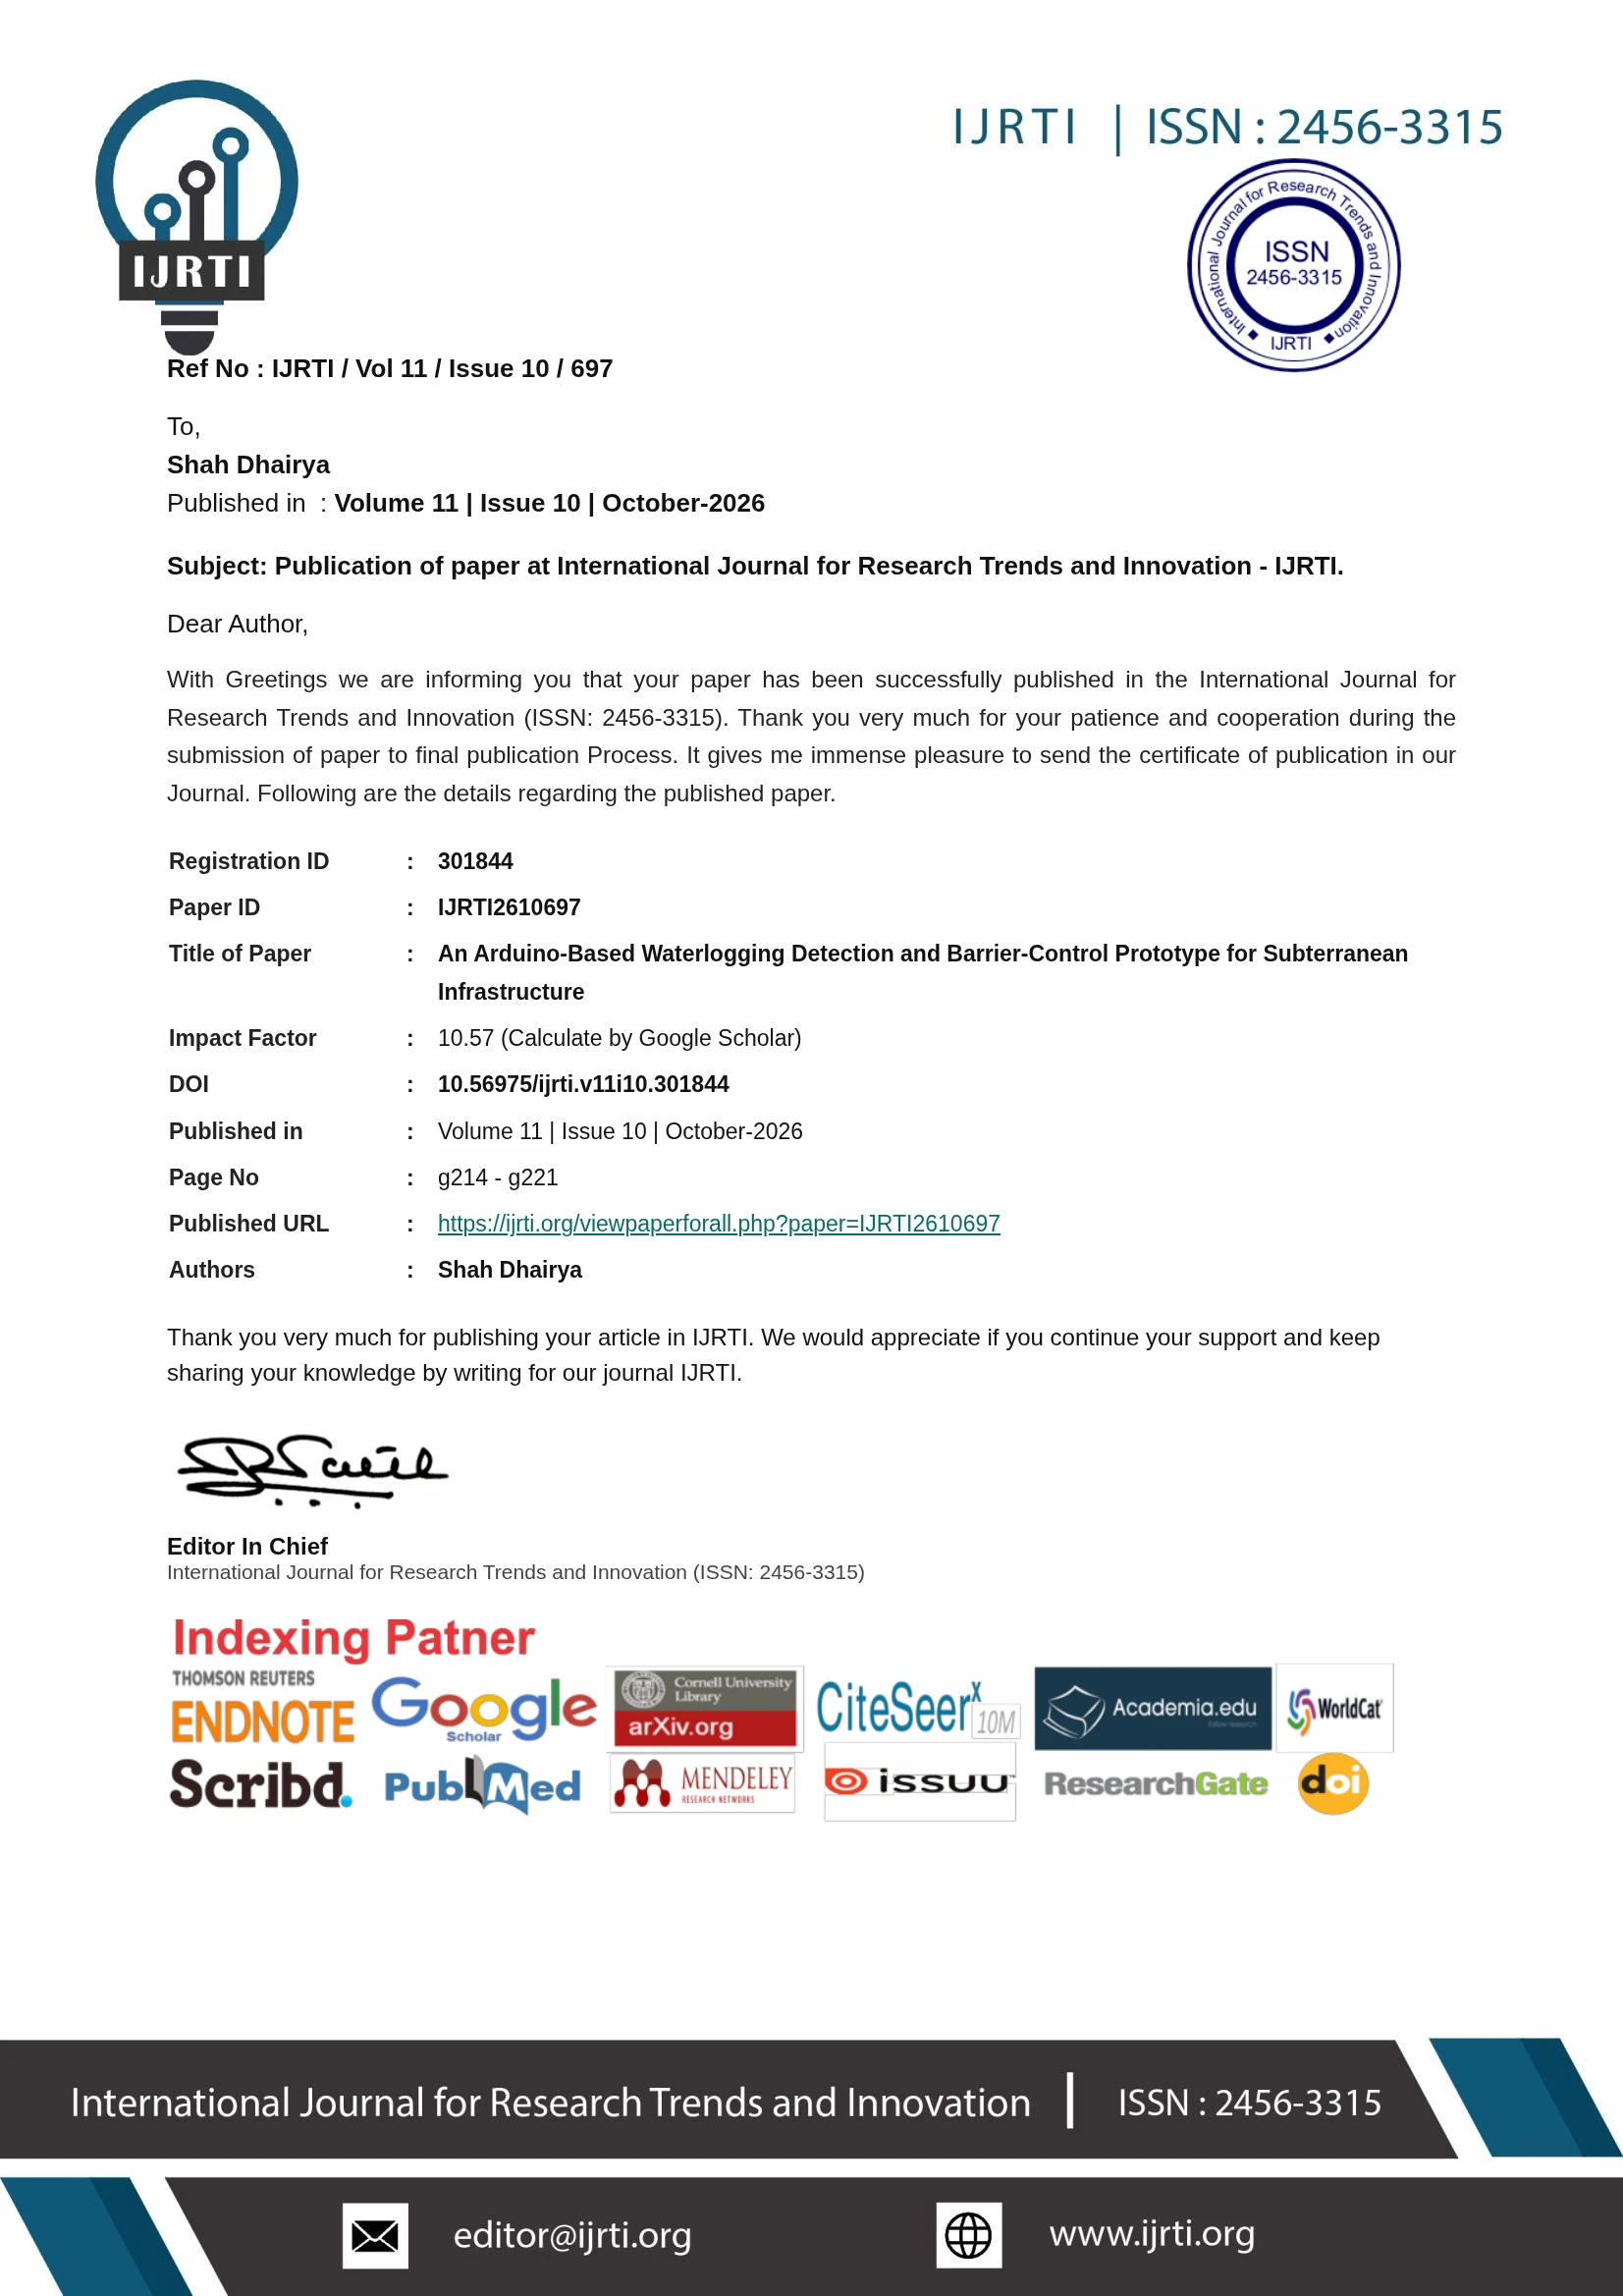 IJRTI | ISSN : 2456-3315
IJRTI
International Journal for Research Trends and Innovation
ISSN
2456-3315
IJRTI
Ref No : IJRTI / Vol 11 / Issue 10 / 697
To,
Shah Dhairya
Published in : Volume 11 | Issue 10 | October-2026
Subject: Publication of paper at International Journal for Research Trends and Innovation - IJRTI.
Dear Author,
With Greetings we are informing you that your paper has been successfully published in the International Journal for
Research Trends and Innovation (ISSN: 2456-3315). Thank you very much for your patience and cooperation during the
submission of paper to final publication Process. It gives me immense pleasure to send the certificate of publication in our
Journal. Following are the details regarding the published paper.
Registration ID : 301844
Paper ID : IJRTI2610697
Title of Paper : An Arduino-Based Waterlogging Detection and Barrier-Control Prototype for Subterranean
Infrastructure
Impact Factor : 10.57 (Calculate by Google Scholar)
DOI : 10.56975/ijrti.v11i10.301844
Published in : Volume 11 | Issue 10 | October-2026
Page No : g214 - g221
Published URL : https://ijrti.org/viewpaperforall.php?paper=IJRTI2610697
Authors : Shah Dhairya
Thank you very much for publishing your article in IJRTI. We would appreciate if you continue your support and keep
sharing your knowledge by writing for our journal IJRTI.
Editor In Chief
International Journal for Research Trends and Innovation (ISSN: 2456-3315)
Indexing Patner
THOMSON REUTERS
ENDNOTE
Google
Scholar
Cornell University
Library
arXiv.org
CiteSeerX
10M
Academia.edu
WorldCat
Scribd.
PubMed
MENDELEY
RESEARCH NETWORKS
issuu
ResearchGate
doi
International Journal for Research Trends and Innovation | ISSN : 2456-3315
editor@ijrti.org
www.ijrti.org